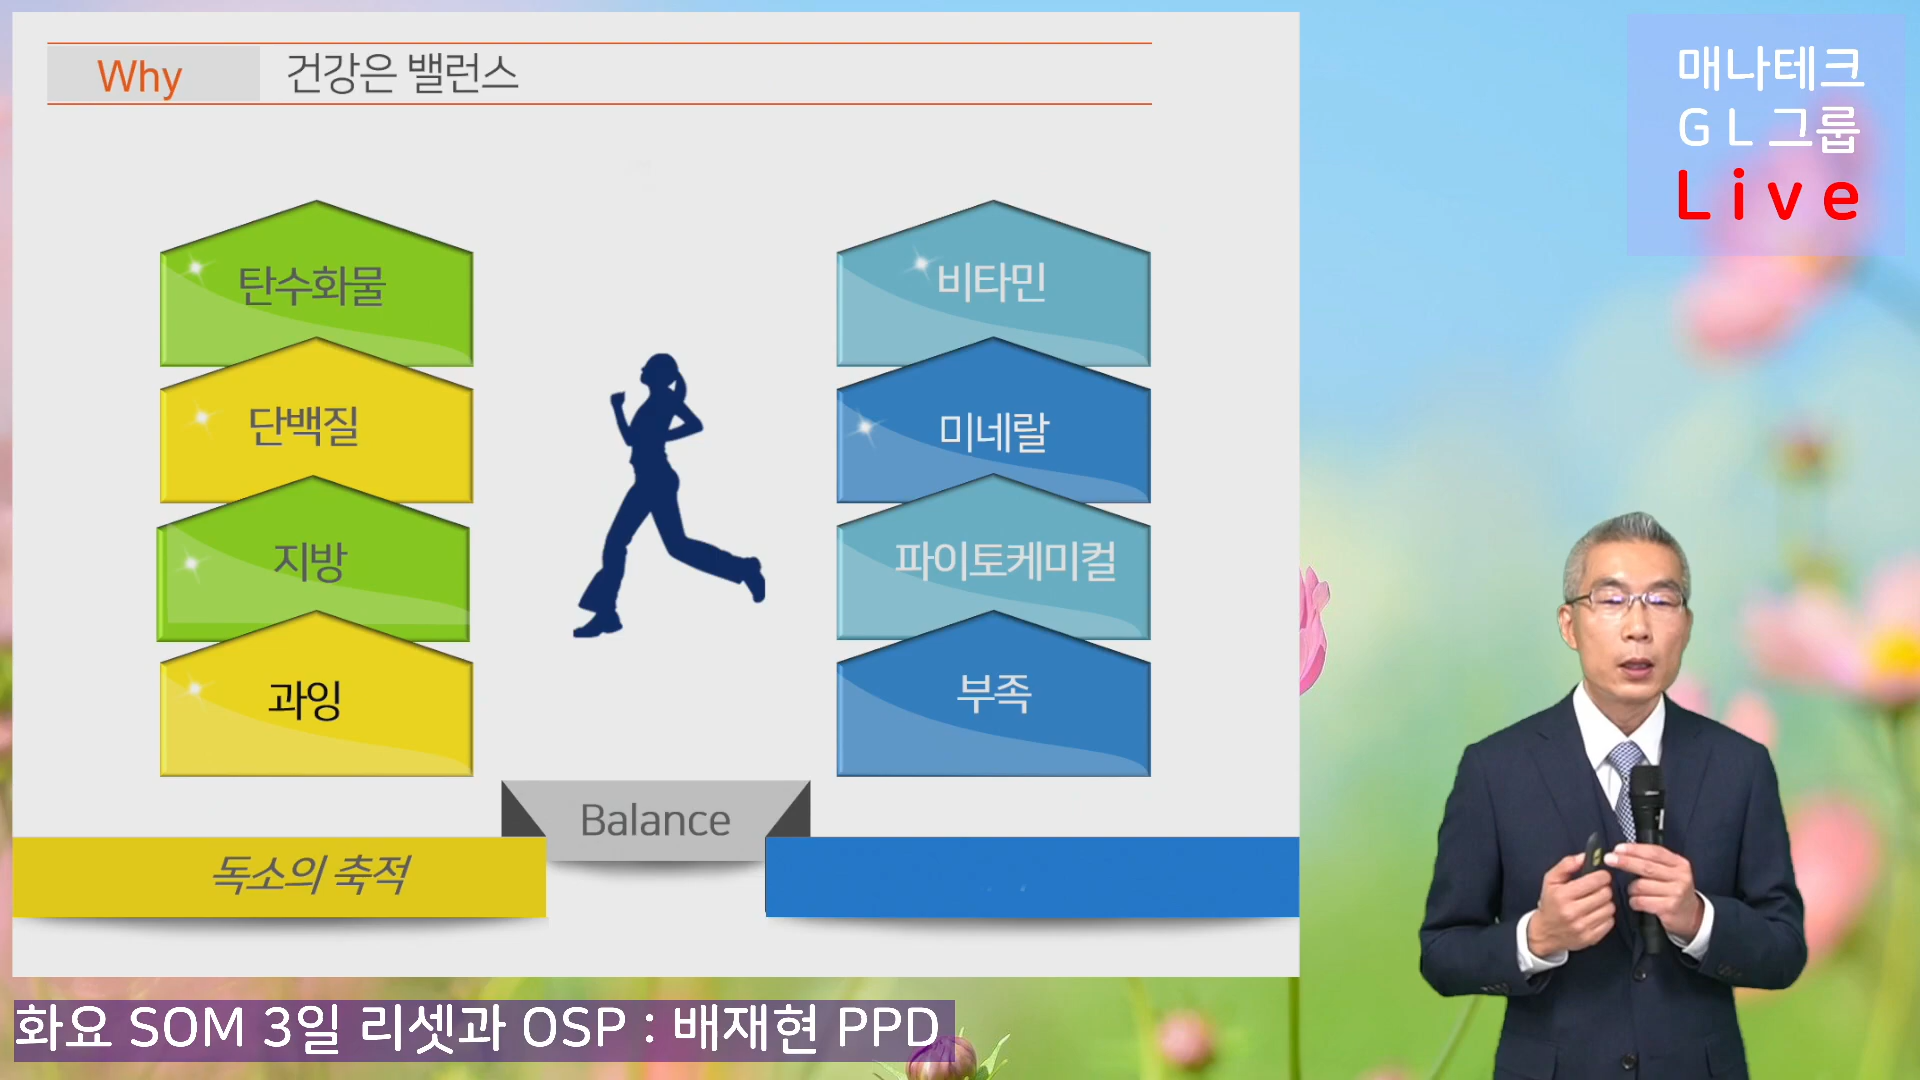 Why 건강은 밸런스
탄수화물
단백질
지방
과잉
비타민
미네랄
파이토케미컬
부족
Balance
독소의 축적
매나테크
G L 그룹
Live
화요 SOM 3일 리셋과 OSP : 배재현 PPD